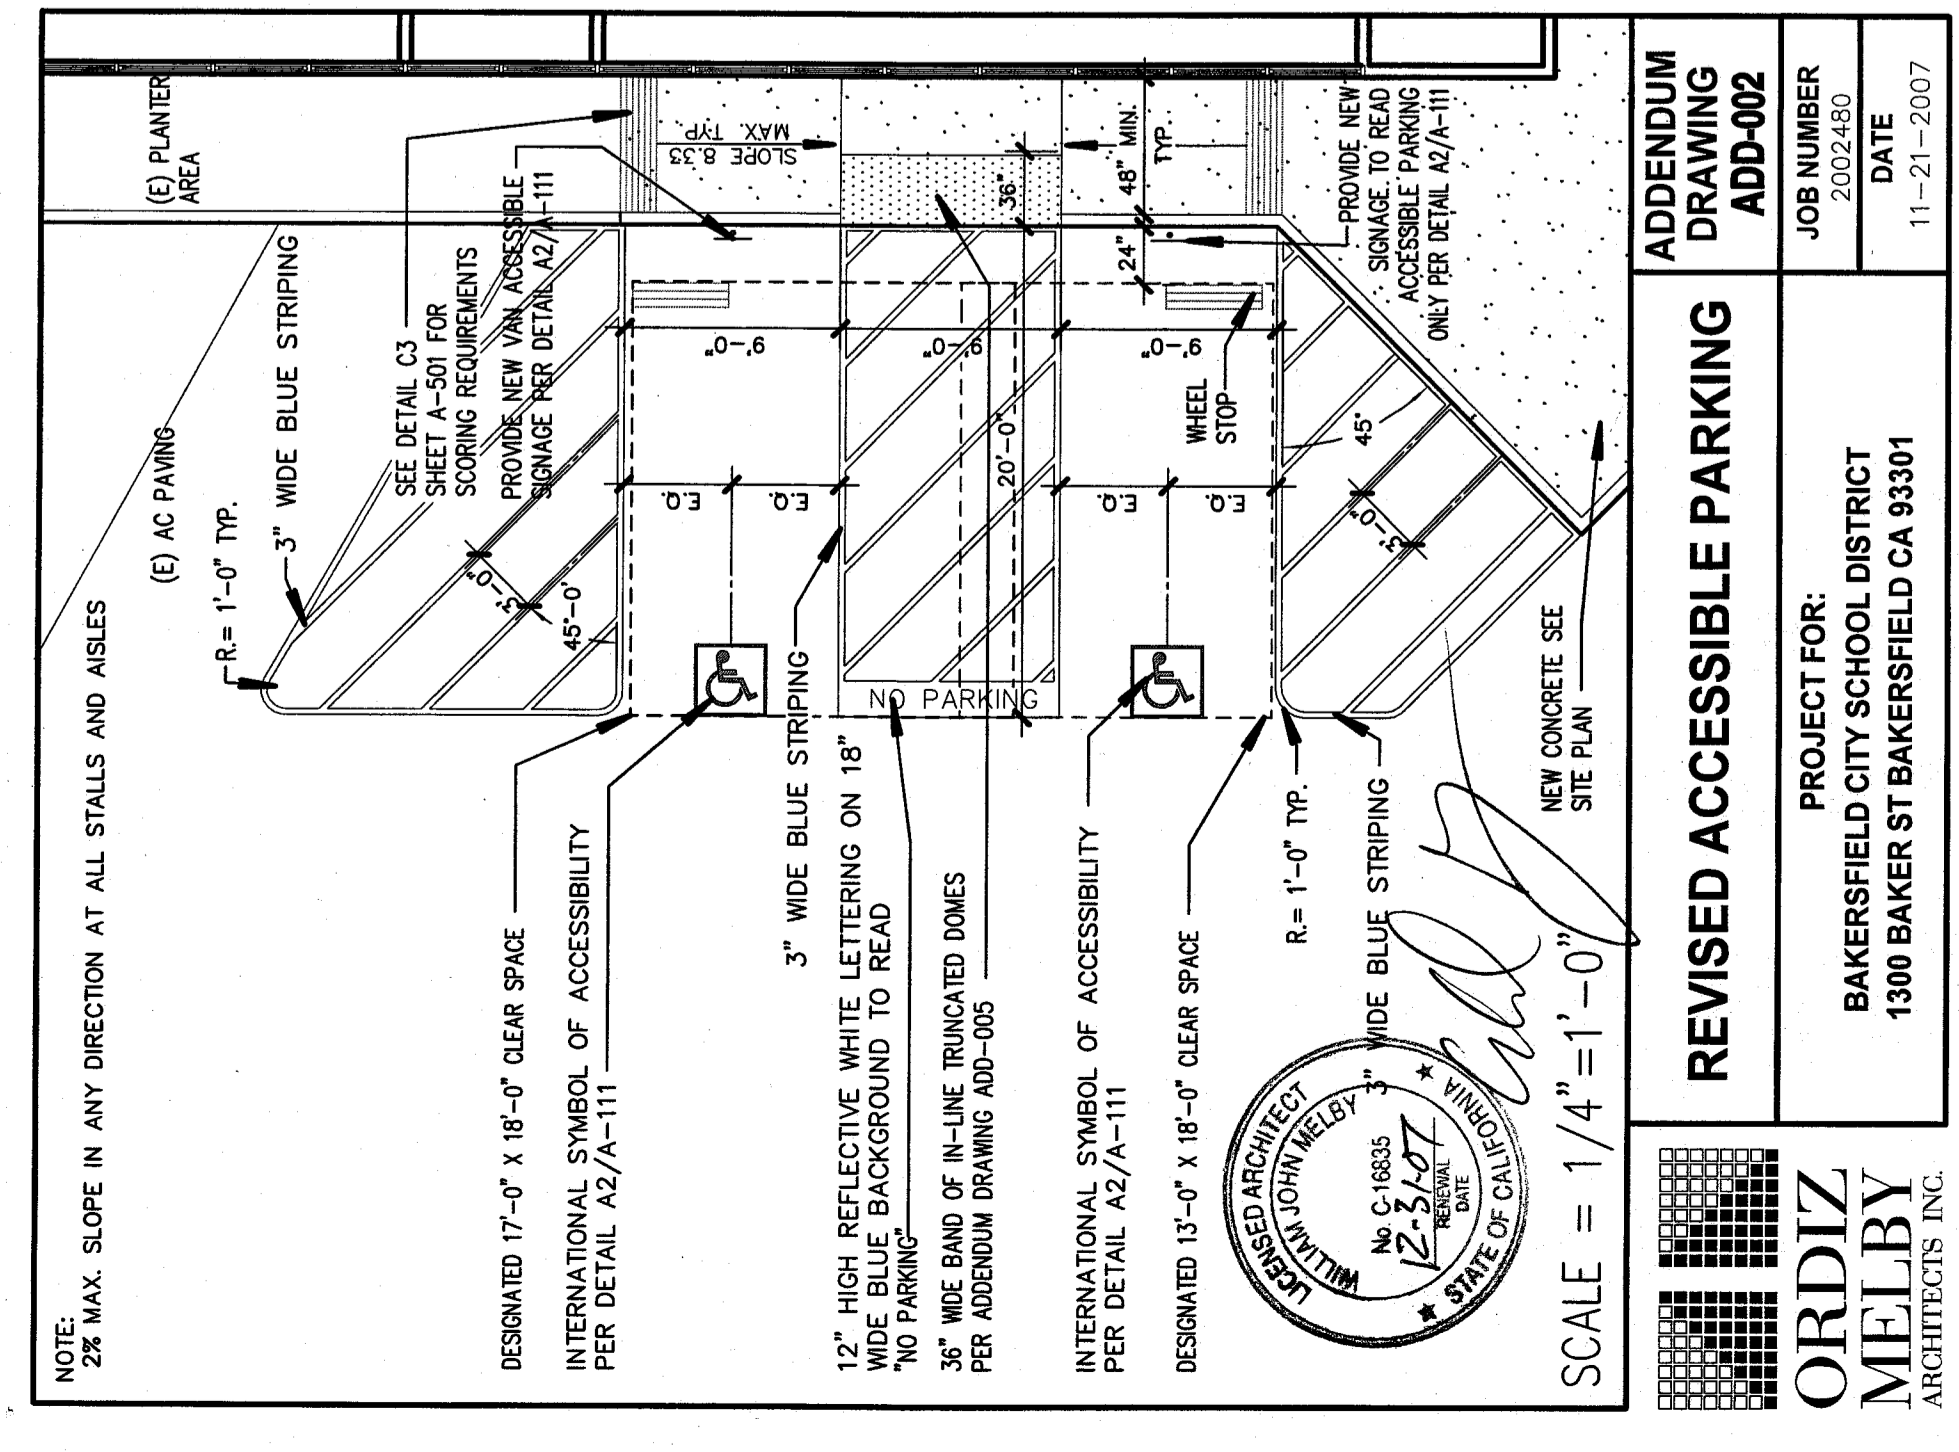 NOTE:
2% MAX. SLOPE IN ANY DIRECTION AT ALL STALLS AND AISLES
(E) AC PAVING
(E) PLANTER
AREA
R.= 1'-0" TYP.
3" WIDE BLUE STRIPING
SEE DETAIL C3
SHEET A-501 FOR
SCORING REQUIREMENTS
PROVIDE NEW VAN ACCESSIBLE
SIGNAGE PER DETAIL A2/A-111
3'-0"
45°-0'
SLOPE 8.33
MAX. TYP.
DESIGNATED 17'-0" X 18'-0" CLEAR SPACE
INTERNATIONAL SYMBOL OF ACCESSIBILITY
PER DETAIL A2/A-111
E.Q.
E.Q.
9'-0"
3" WIDE BLUE STRIPING
12" HIGH REFLECTIVE WHITE LETTERING ON 18"
WIDE BLUE BACKGROUND TO READ
"NO PARKING"
NO PARKING
9'-0"
20'-0"
36"
36" WIDE BAND OF IN-LINE TRUNCATED DOMES
PER ADDENDUM DRAWING ADD-005
INTERNATIONAL SYMBOL OF ACCESSIBILITY
PER DETAIL A2/A-111
E.Q.
E.Q.
9'-0"
24"
48" MIN.
TYP.
DESIGNATED 13'-0" X 18'-0" CLEAR SPACE
WHEEL
STOP
R.= 1'-0" TYP.
3" WIDE BLUE STRIPING
45°
3'-0"
PROVIDE NEW
SIGNAGE TO READ
ACCESSIBLE PARKING
ONLY PER DETAIL A2/A-111
NEW CONCRETE SEE
SITE PLAN
LICENSED ARCHITECT
WILLIAM JOHN MELBY
No. C-16835
12-31-07
RENEWAL
DATE
STATE OF CALIFORNIA
SCALE = 1/4"=1'-0"
ORDIZ
MELBY
ARCHITECTS INC.
REVISED ACCESSIBLE PARKING
PROJECT FOR:
BAKERSFIELD CITY SCHOOL DISTRICT
1300 BAKER ST BAKERSFIELD CA 93301
ADDENDUM
DRAWING
ADD-002
JOB NUMBER
2002480
DATE
11-21-2007